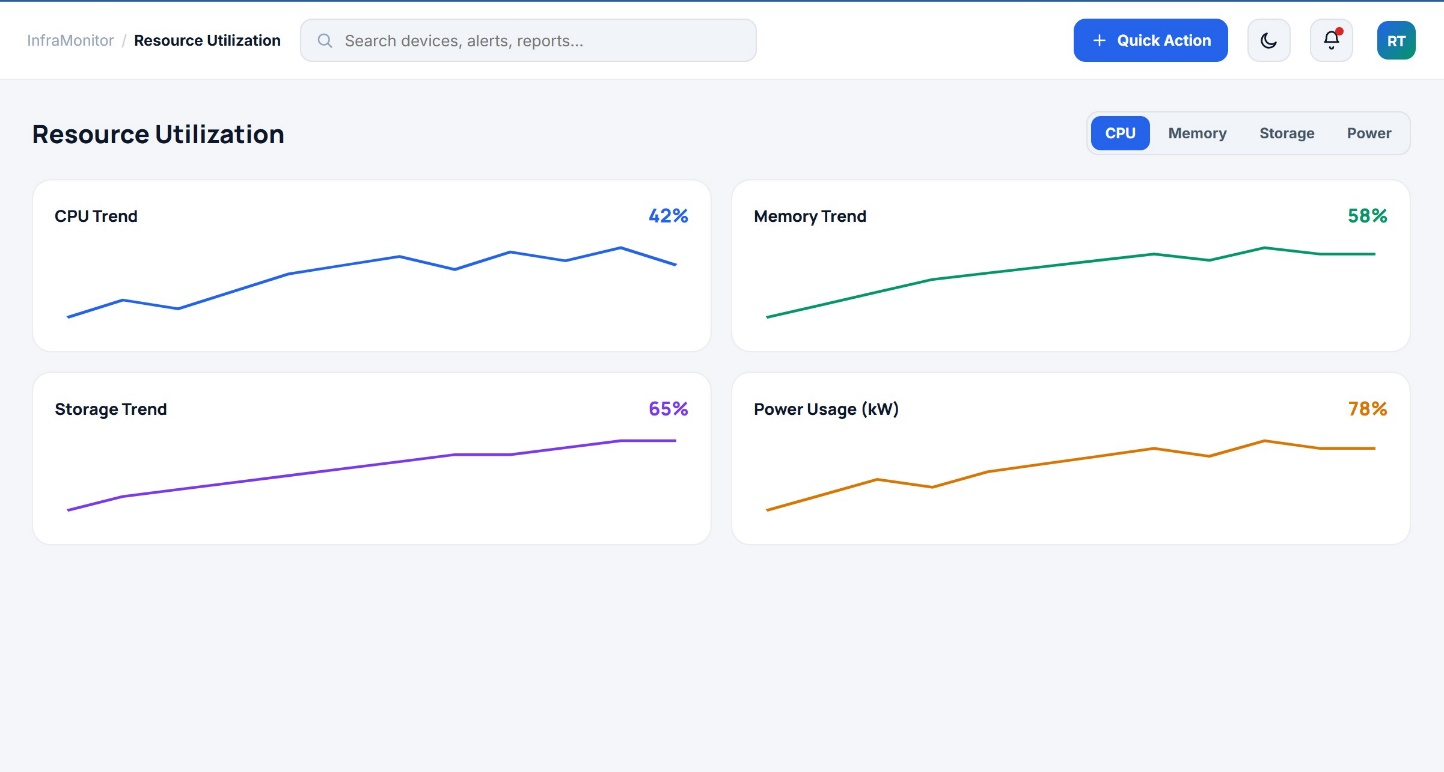 InfraMonitor / Resource Utilization
Search devices, alerts, reports...
Quick Action
RT
Resource Utilization
CPU Memory Storage Power
CPU Trend 42%
Memory Trend 58%
Storage Trend 65%
Power Usage (kW) 78%